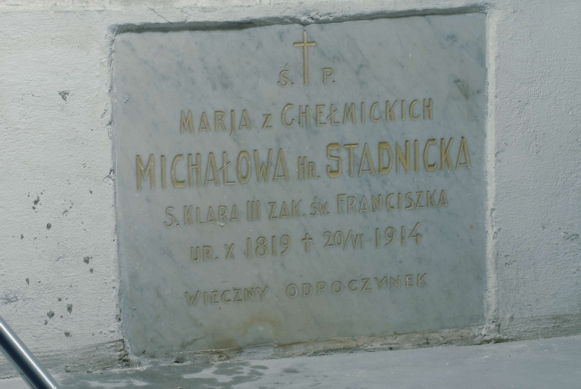 Ś. † P.
MARJA Z CHEŁMICKICH
MICHAŁOWA HR. STADNICKA
S. KLARA III ZAK. ŚW. FRANCISZKA
UR. X 1819 † 20/VI 1914
WIECZNY ODPOCZYNEK